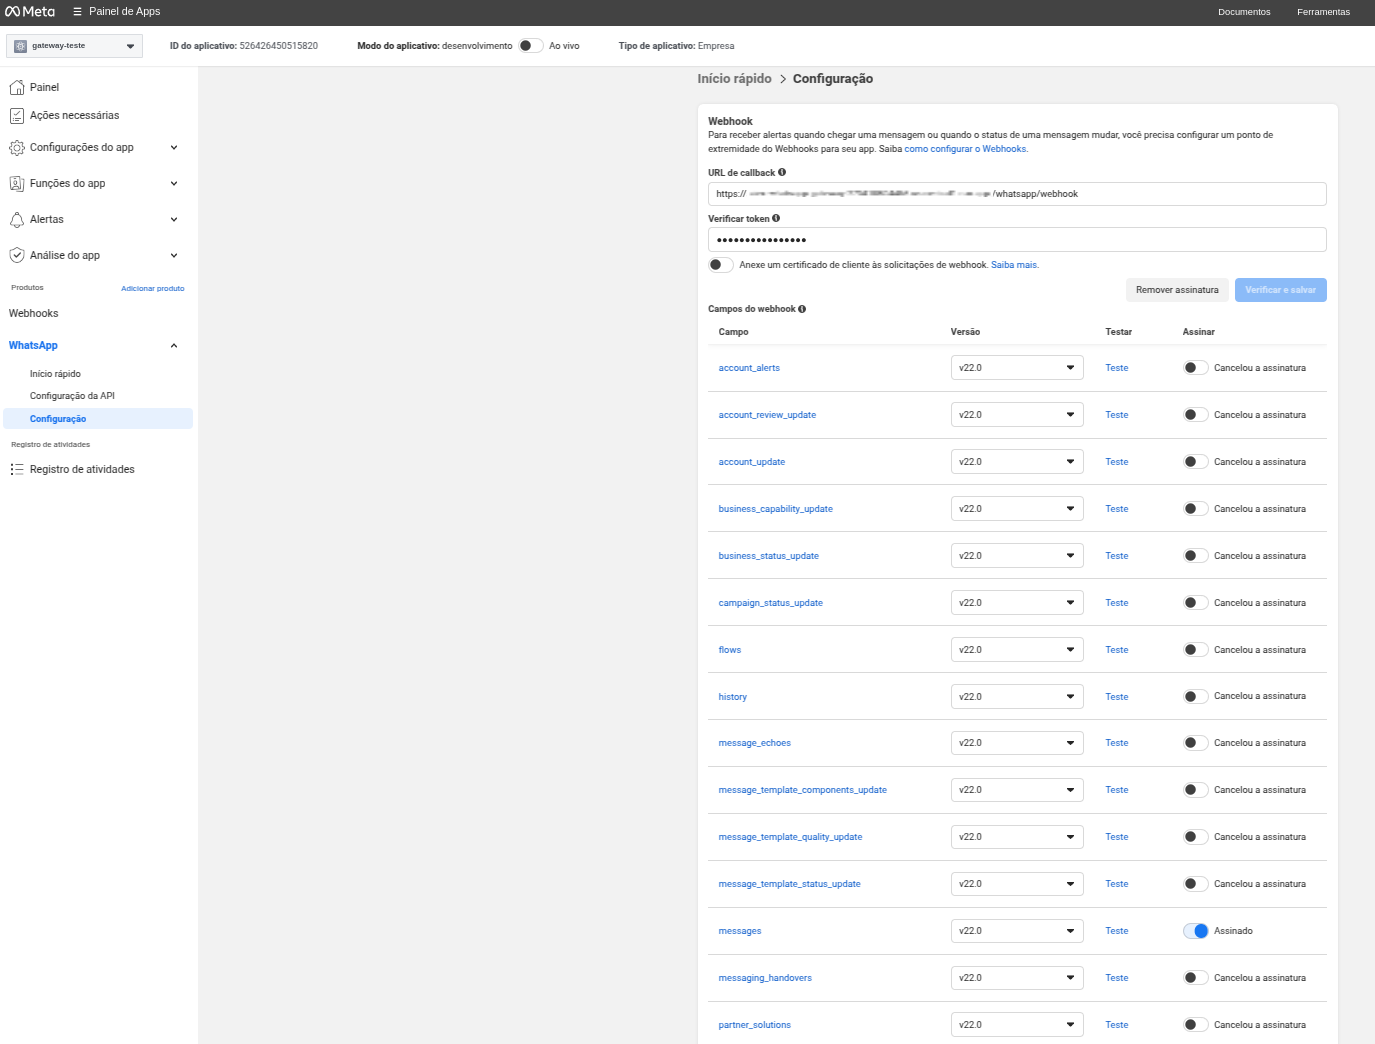 Meta
Painel de Apps
Documentos
Ferramentas
gateway-teste
ID do aplicativo: 526426450515820
Modo do aplicativo: desenvolvimento
Ao vivo
Tipo de aplicativo: Empresa
Painel
Ações necessárias
Configurações do app
Funções do app
Alertas
Análise do app
Produtos
Adicionar produto
Webhooks
WhatsApp
Início rápido
Configuração da API
Configuração
Registro de atividades
Registro de atividades
Início rápido > Configuração
Webhook
Para receber alertas quando chegar uma mensagem ou quando o status de uma mensagem mudar, você precisa configurar um ponto de
extremidade do Webhooks para seu app. Saiba como configurar o Webhooks.
URL de callback
https:// /whatsapp/webhook
Verificar token
••••••••••••••••
Anexe um certificado de cliente às solicitações de webhook. Saiba mais.
Remover assinatura
Verificar e salvar
Campos do webhook
Campo Versão Testar Assinar
account_alerts v22.0 Teste Cancelou a assinatura
account_review_update v22.0 Teste Cancelou a assinatura
account_update v22.0 Teste Cancelou a assinatura
business_capability_update v22.0 Teste Cancelou a assinatura
business_status_update v22.0 Teste Cancelou a assinatura
campaign_status_update v22.0 Teste Cancelou a assinatura
flows v22.0 Teste Cancelou a assinatura
history v22.0 Teste Cancelou a assinatura
message_echoes v22.0 Teste Cancelou a assinatura
message_template_components_update v22.0 Teste Cancelou a assinatura
message_template_quality_update v22.0 Teste Cancelou a assinatura
message_template_status_update v22.0 Teste Cancelou a assinatura
messages v22.0 Teste Assinado
messaging_handovers v22.0 Teste Cancelou a assinatura
partner_solutions v22.0 Teste Cancelou a assinatura